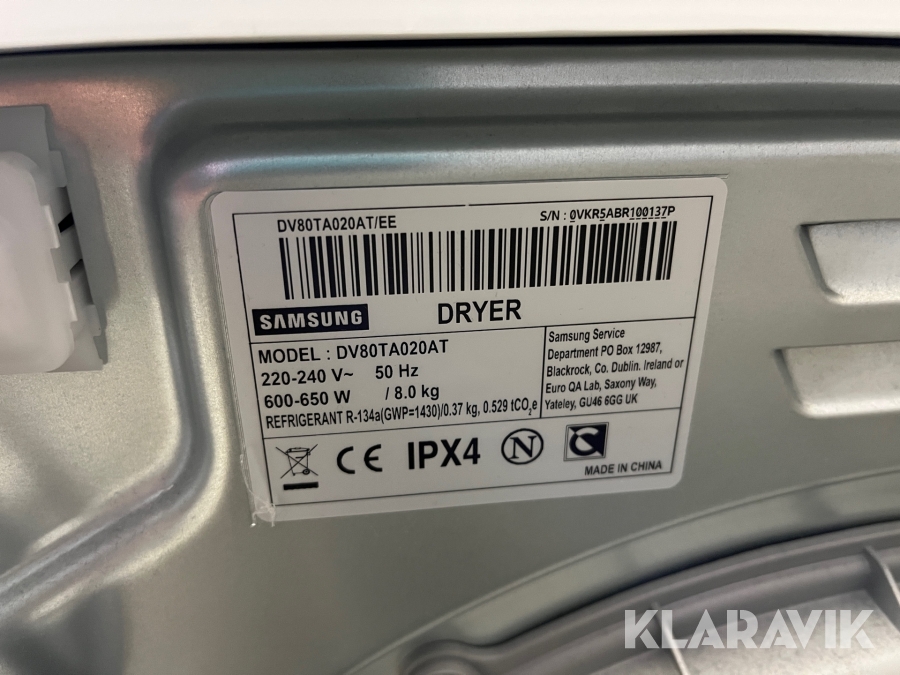 DV80TA020AT/EE
S/N : 0VKR5ABR100137P
SAMSUNG
DRYER
MODEL : DV80TA020AT
220-240 V~ 50 Hz
600-650 W / 8.0 kg
REFRIGERANT R-134a(GWP=1430)/0.37 kg, 0.529 tCO₂e
Samsung Service
Department PO Box 12987,
Blackrock, Co. Dublin. Ireland or
Euro QA Lab, Saxony Way,
Yateley, GU46 6GG UK
CE IPX4 N
MADE IN CHINA
KLARAVIK